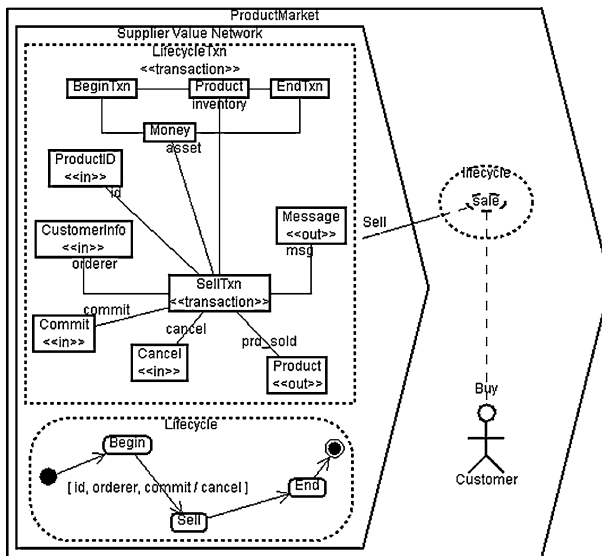 ProductMarket
Supplier Value Network
LifecycleTxn
<<transaction>>
BeginTxn
Product
EndTxn
inventory
Money
asset
ProductID
<<in>>
id
CustomerInfo
<<in>>
orderer
Message
<<out>>
msg
SellTxn
<<transaction>>
commit
Commit
<<in>>
cancel
Cancel
<<in>>
prd_sold
Product
<<out>>
Sell
lifecycle
sale
Buy
Customer
Lifecycle
Begin
[ id, orderer, commit / cancel ]
End
Sell